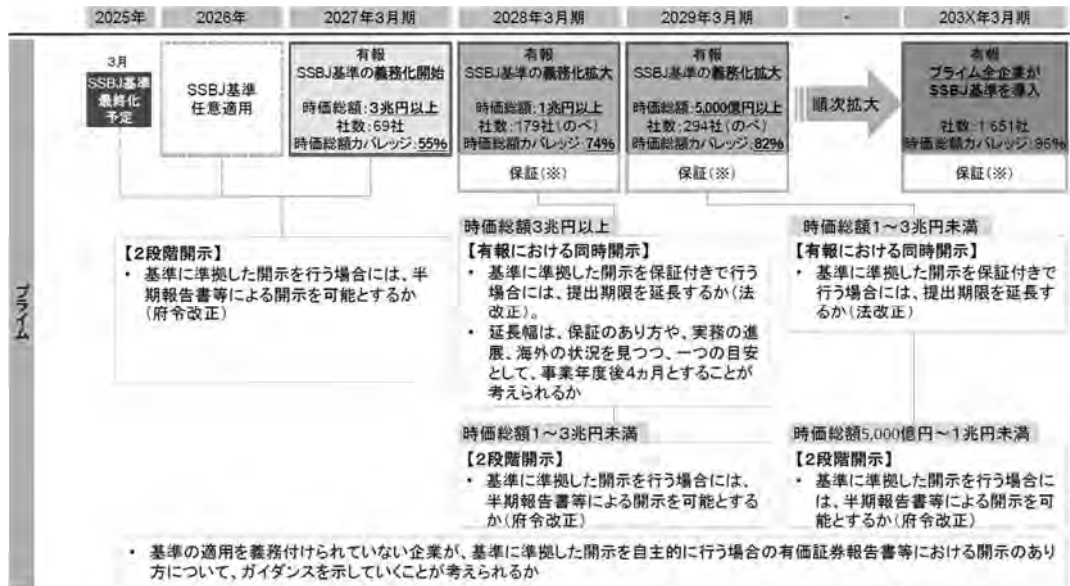 2025年
2026年
2027年3月期
2028年3月期
2029年3月期
-
203X年3月期
プライム
3月
SSBJ基準
最終化
予定
SSBJ基準
任意適用
有報
SSBJ基準の義務化開始
時価総額:3兆円以上
社数:69社
時価総額カバレッジ:55%
有報
SSBJ基準の義務化拡大
時価総額:1兆円以上
社数:179社(のべ)
時価総額カバレッジ:74%
保証(※)
有報
SSBJ基準の義務化拡大
時価総額:5,000億円以上
社数:294社(のべ)
時価総額カバレッジ:82%
保証(※)
順次拡大
有報
プライム全企業が
SSBJ基準を導入
社数:1,651社
時価総額カバレッジ:96%
保証(※)
【2段階開示】
・ 基準に準拠した開示を行う場合には、半
期報告書等による開示を可能とするか
(府令改正)
時価総額3兆円以上
【有報における同時開示】
・ 基準に準拠した開示を保証付きで行う
場合には、提出期限を延長するか(法
改正)。
・ 延長幅は、保証のあり方や、実務の進
展、海外の状況を見つつ、一つの目安
として、事業年度後4ヵ月とすることが
考えられるか
時価総額1～3兆円未満
【2段階開示】
・ 基準に準拠した開示を行う場合には、
半期報告書等による開示を可能とする
か(府令改正)
時価総額1～3兆円未満
【有報における同時開示】
・ 基準に準拠した開示を保証付きで
行う場合には、提出期限を延長す
るか(法改正)
時価総額5,000億円～1兆円未満
【2段階開示】
・ 基準に準拠した開示を行う場合に
は、半期報告書等による開示を可
能とするか(府令改正)
・ 基準の適用を義務付けられていない企業が、基準に準拠した開示を自主的に行う場合の有価証券報告書等における開示のあり
方について、ガイダンスを示していくことが考えられるか